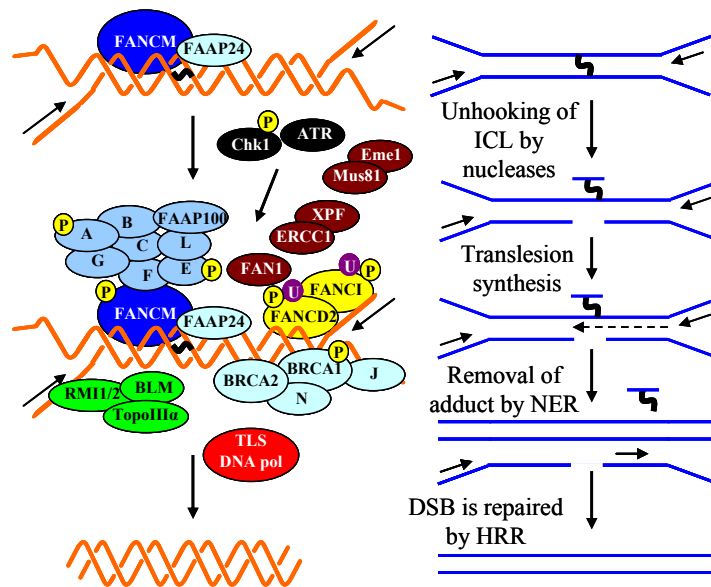 FANCM
FAAP24
P
Chk1
ATR
Eme1
Mus81
XPF
ERCC1
FAN1
P
A
B
FAAP100
C
L
G
E
P
F
P
FANCM
FAAP24
U
P
FANCI
P
U
FANCD2
P
BRCA1
BRCA2
J
N
RMI1/2
BLM
TopoIIIα
TLS
DNA pol
Unhooking of
ICL by
nucleases
Translesion
synthesis
Removal of
adduct by NER
DSB is repaired
by HRR